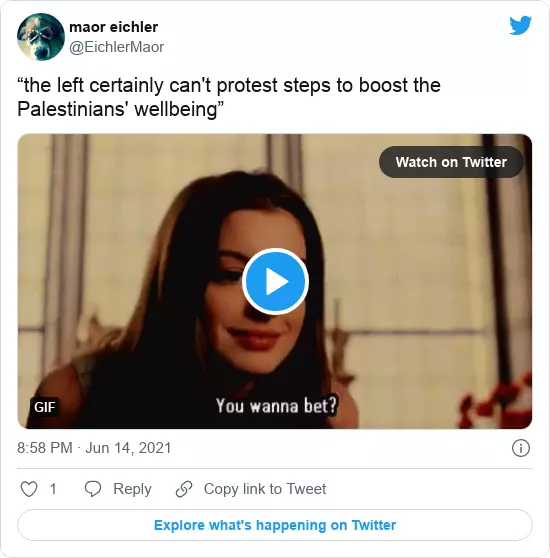 maor eichler
@EichlerMaor
“the left certainly can't protest steps to boost the
Palestinians' wellbeing”
Watch on Twitter
GIF
You wanna bet?
8:58 PM · Jun 14, 2021
1
Reply
Copy link to Tweet
Explore what's happening on Twitter